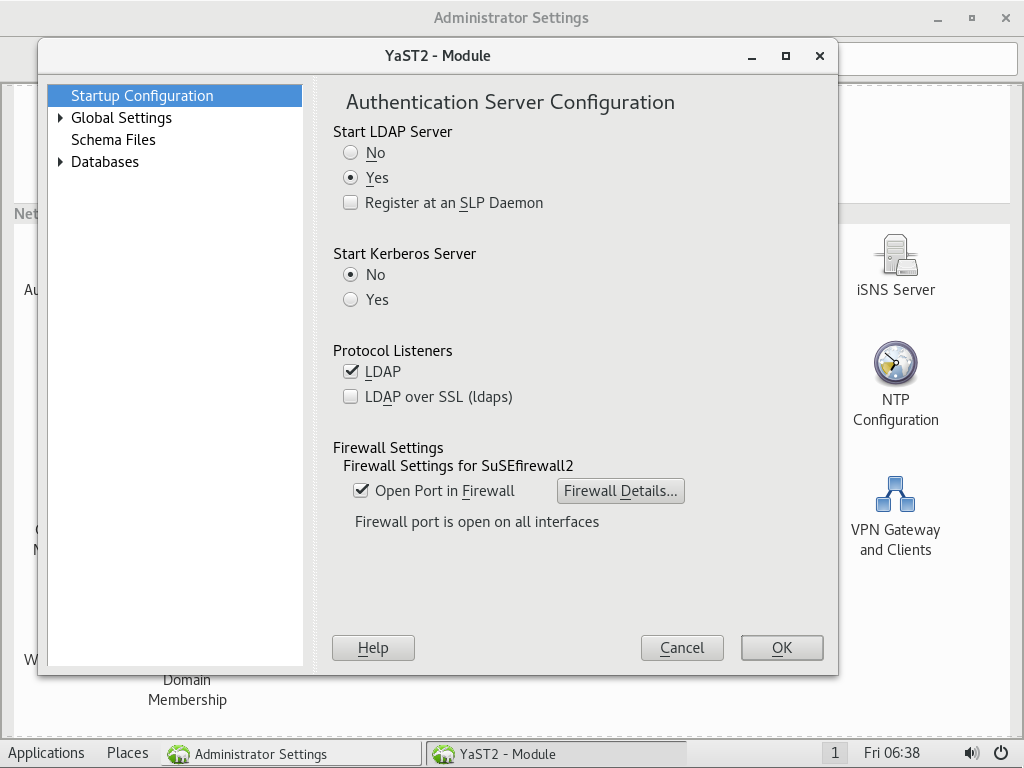 Administrator Settings
YaST2 - Module
Startup Configuration
Global Settings
Schema Files
Databases
Authentication Server Configuration
Start LDAP Server
No
Yes
Register at an SLP Daemon
Start Kerberos Server
No
Yes
Protocol Listeners
LDAP
LDAP over SSL (ldaps)
Firewall Settings
Firewall Settings for SuSEfirewall2
Open Port in Firewall
Firewall Details...
Firewall port is open on all interfaces
Help
Cancel
OK
Net
iSNS Server
NTP
Configuration
VPN Gateway
and Clients
Domain
Membership
Applications
Places
Administrator Settings
YaST2 - Module
1
Fri 06:38